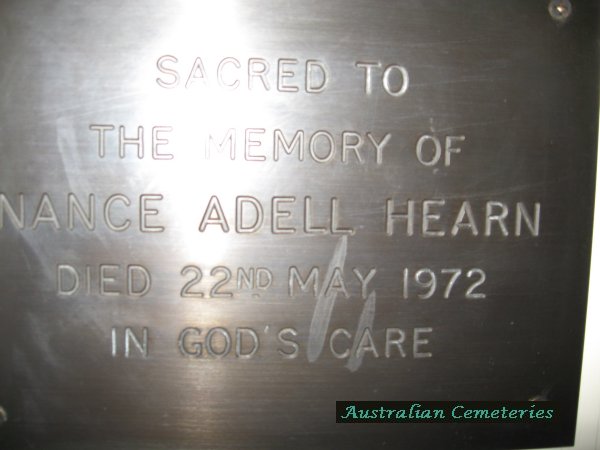 SACRED TO
THE MEMORY OF
NANCE ADELL HEARN
DIED 22ND MAY 1972
IN GOD'S CARE
Australian Cemeteries